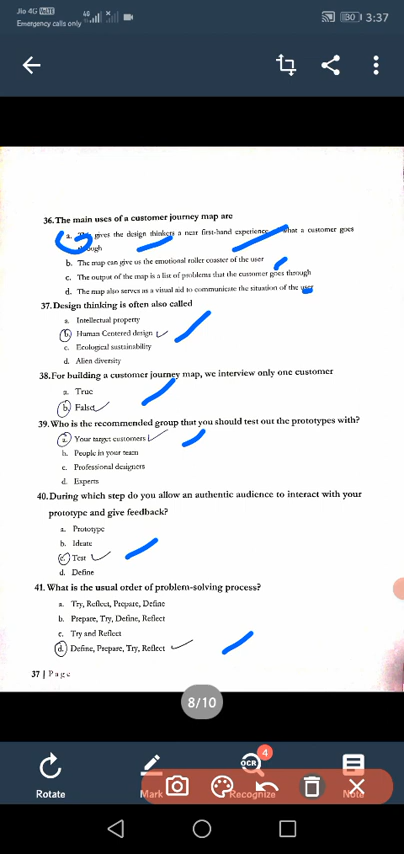 Jio 4G VoLTE
Emergency calls only
4G
30
3:37
36. The main uses of a customer journey map are
a. gives the design thinkers a near first-hand experience what a customer goes
b. The map can give us the emotional roller coaster of the user
c. The output of the map is a list of problems that the customer goes through
d. The map also serves as a visual aid to communicate the situation of the user
37. Design thinking is often also called
a. Intellectual property
b. Human Centered design
c. Ecological sustainability
d. Alien diversity
38. For building a customer journey map, we interview only one customer
a. True
b. False
39. Who is the recommended group that you should test out the prototypes with?
a. Your target customers
b. People in your team
c. Professional designers
d. Experts
40. During which step do you allow an authentic audience to interact with your
prototype and give feedback?
a. Prototype
b. Ideate
c. Test
d. Define
41. What is the usual order of problem-solving process?
a. Try, Reflect, Prepare, Define
b. Prepare, Try, Define, Reflect
c. Try and Reflect
d. Define, Prepare, Try, Reflect
37 | Page
8/10
OCR
4
Rotate
Mark
Recognize
Note